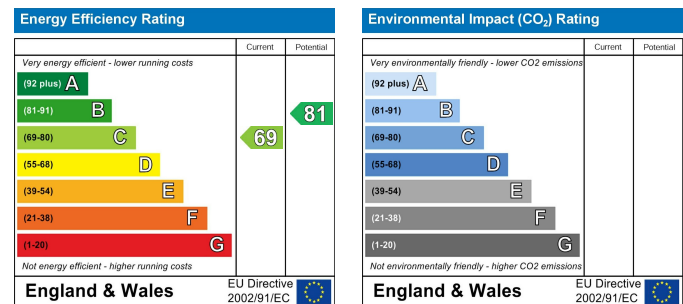 Energy Efficiency Rating
Current Potential
Very energy efficient - lower running costs
(92 plus) A
(81-91) B
(69-80) C
(55-68) D
(39-54) E
(21-38) F
(1-20) G
69
81
Not energy efficient - higher running costs
England & Wales
EU Directive
2002/91/EC
Environmental Impact (CO2) Rating
Current Potential
Very environmentally friendly - lower CO2 emissions
(92 plus) A
(81-91) B
(69-80) C
(55-68) D
(39-54) E
(21-38) F
(1-20) G
Not environmentally friendly - higher CO2 emissions
England & Wales
EU Directive
2002/91/EC